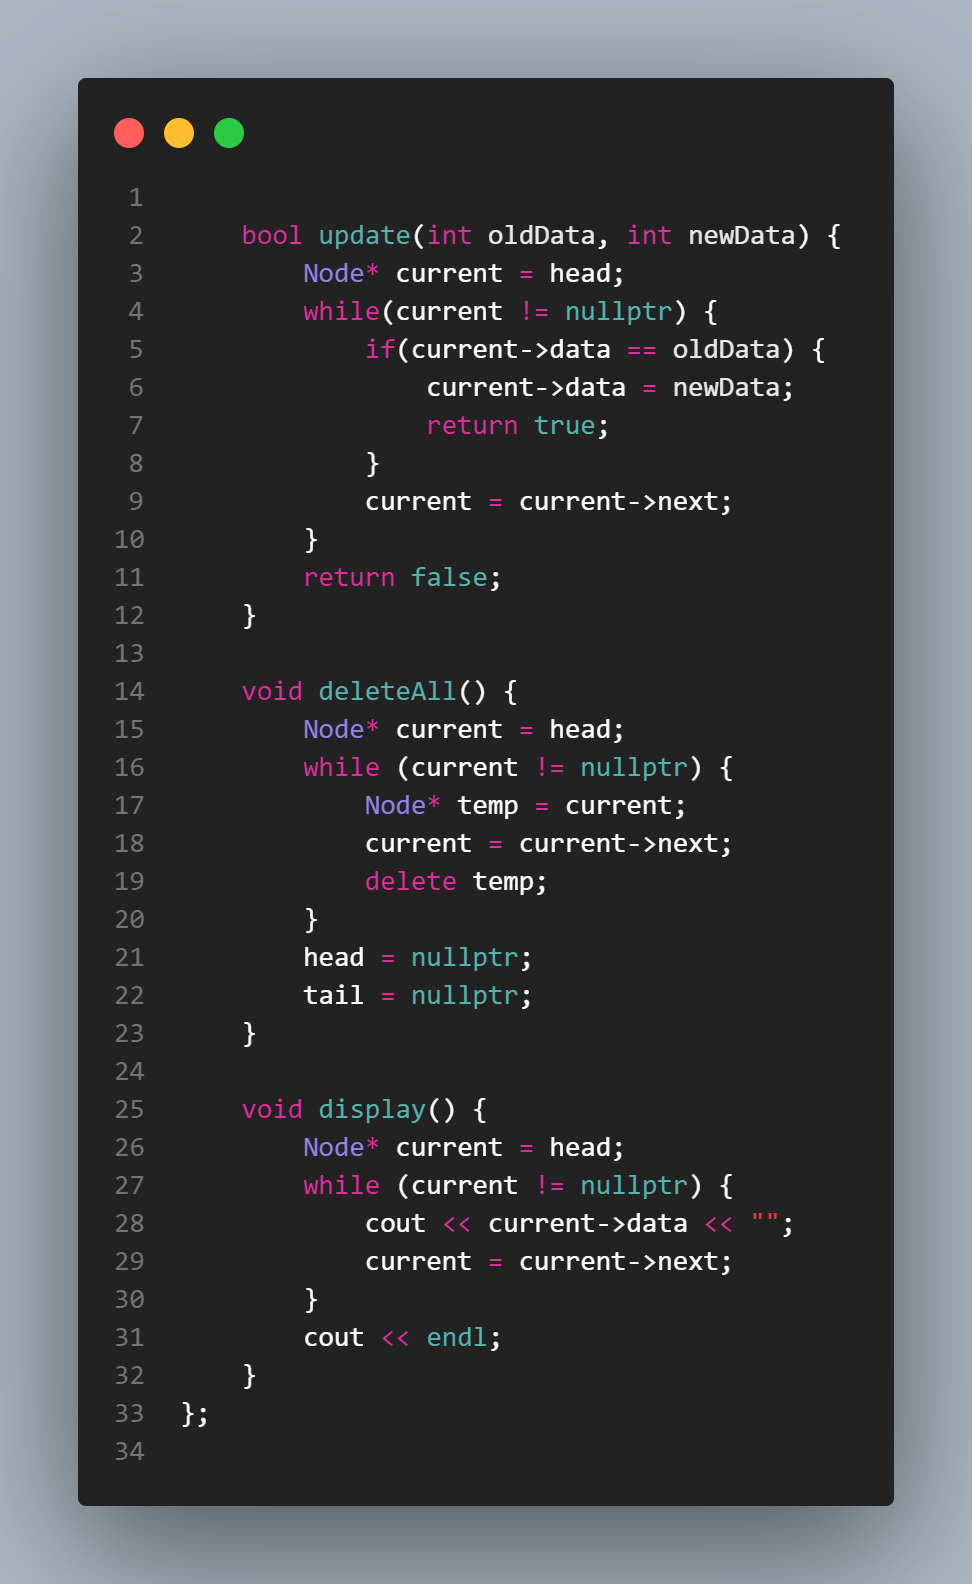 1
2    bool update(int oldData, int newData) {
3        Node* current = head;
4        while(current != nullptr) {
5            if(current->data == oldData) {
6                current->data = newData;
7                return true;
8            }
9            current = current->next;
10        }
11        return false;
12    }
13
14    void deleteAll() {
15        Node* current = head;
16        while (current != nullptr) {
17            Node* temp = current;
18            current = current->next;
19            delete temp;
20        }
21        head = nullptr;
22        tail = nullptr;
23    }
24
25    void display() {
26        Node* current = head;
27        while (current != nullptr) {
28            cout << current->data << "";
29            current = current->next;
30        }
31        cout << endl;
32    }
33 };
34